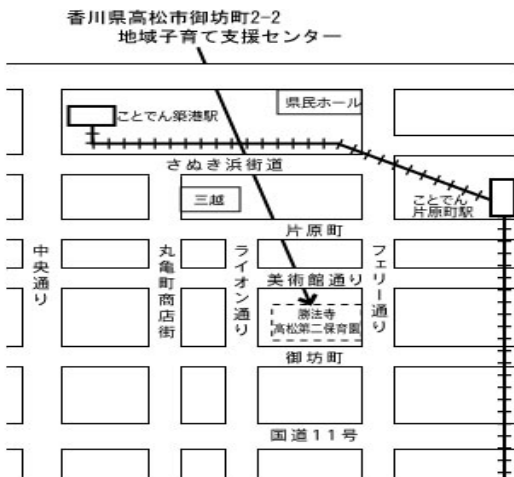 香川県高松市御坊町2-2
地域子育て支援センター
県民ホール
ことでん築港駅
さぬき浜街道
三越
ことでん
片原町駅
片原町
中央通り
丸亀町商店街
ライオン通り
フェリー通り
美術館通り
勝法寺
高松第二保育園
御坊町
国道11号